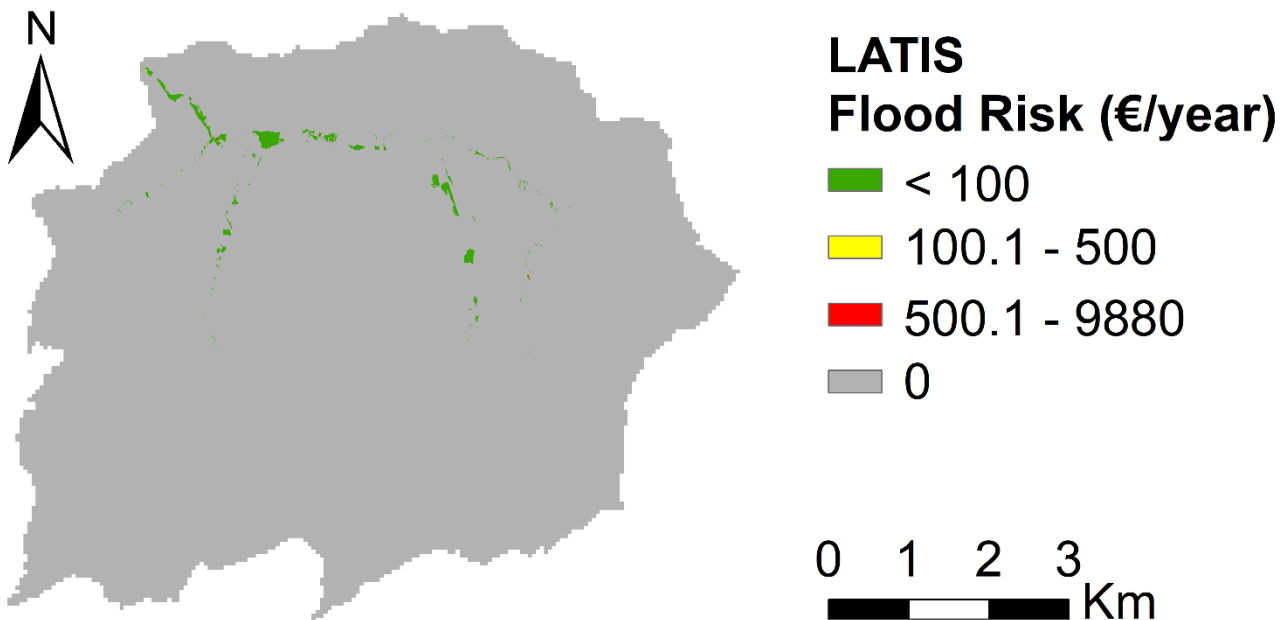 N
LATIS
Flood Risk (€/year)
< 100
100.1 - 500
500.1 - 9880
0
0 1 2 3
Km